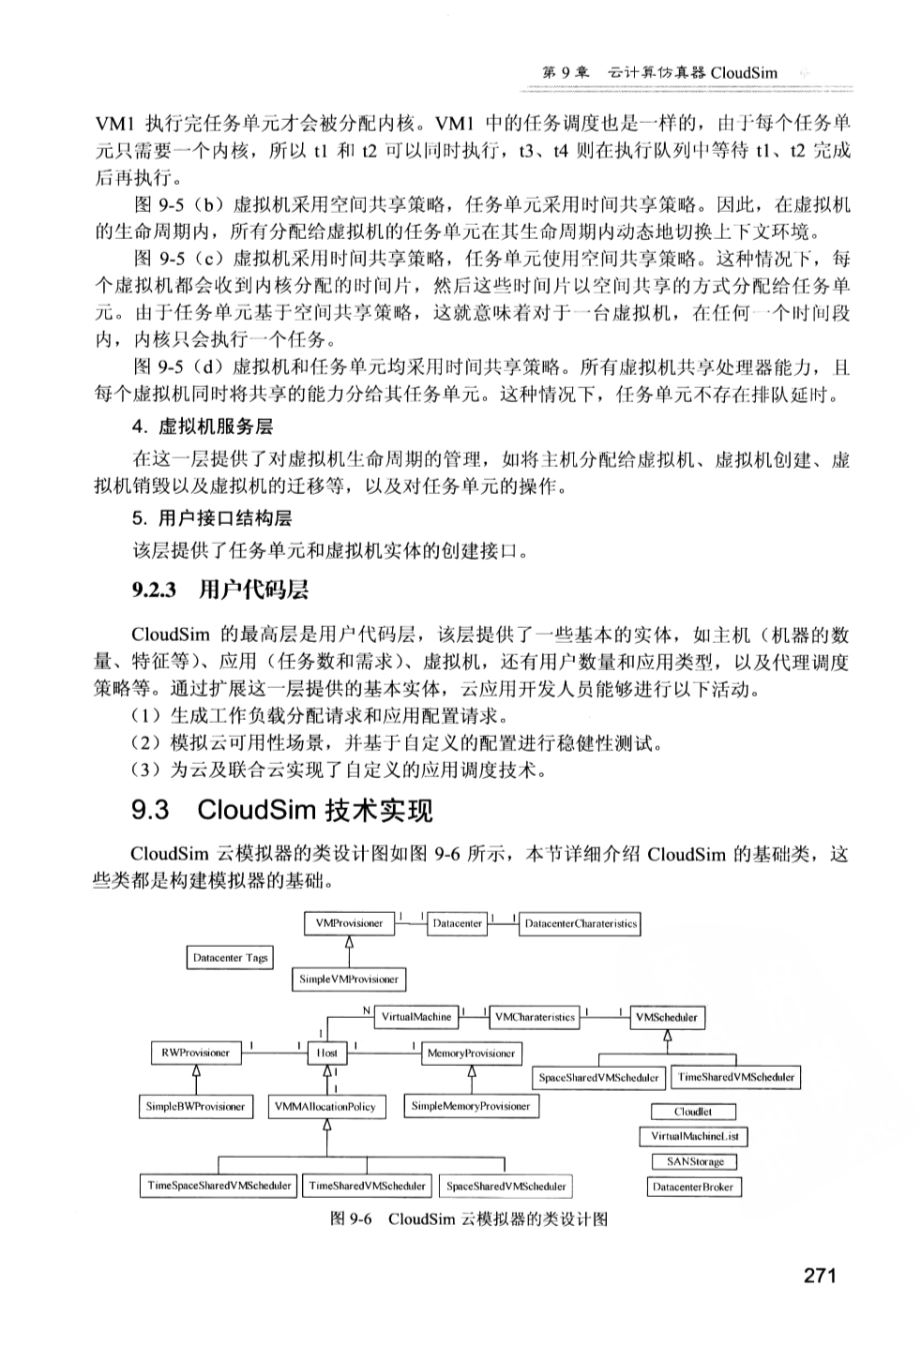 第 9 章 云计算仿真器 CloudSim
VM1 执行完任务单元才会被分配内核。VM1 中的任务调度也是一样的，由于每个任务单
元只需要一个内核，所以 t1 和 t2 可以同时执行，t3、t4 则在执行队列中等待 t1、t2 完成
后再执行。
图 9-5（b）虚拟机采用空间共享策略，任务单元采用时间共享策略。因此，在虚拟机
的生命周期内，所有分配给虚拟机的任务单元在其生命周期内动态地切换上下文环境。
图 9-5（c）虚拟机采用时间共享策略，任务单元使用空间共享策略。这种情况下，每
个虚拟机都会收到内核分配的时间片，然后这些时间片以空间共享的方式分配给任务单
元。由于任务单元基于空间共享策略，这就意味着对于一台虚拟机，在任何一个时间段
内，内核只会执行一个任务。
图 9-5（d）虚拟机和任务单元均采用时间共享策略。所有虚拟机共享处理器能力，且
每个虚拟机同时将共享的能力分给其任务单元。这种情况下，任务单元不存在排队延时。
4. 虚拟机服务层
在这一层提供了对虚拟机生命周期的管理，如将主机分配给虚拟机、虚拟机创建、虚
拟机销毁以及虚拟机的迁移等，以及对任务单元的操作。
5. 用户接口结构层
该层提供了任务单元和虚拟机实体的创建接口。
9.2.3 用户代码层
CloudSim 的最高层是用户代码层，该层提供了一些基本的实体，如主机（机器的数
量、特征等）、应用（任务数和需求）、虚拟机，还有用户数量和应用类型，以及代理调度
策略等。通过扩展这一层提供的基本实体，云应用开发人员能够进行以下活动。
（1）生成工作负载分配请求和应用配置请求。
（2）模拟云可用性场景，并基于自定义的配置进行稳健性测试。
（3）为云及联合云实现了自定义的应用调度技术。
9.3 CloudSim 技术实现
CloudSim 云模拟器的类设计图如图 9-6 所示，本节详细介绍 CloudSim 的基础类，这
些类都是构建模拟器的基础。
VMProvisioner 1 1 Datacenter 1 1 DatacenterCharateristics
Datacenter Tags
SimpleVMProvisioner
N VirtualMachine 1 1 VMCharateristics 1 1 VMScheduler
1
RWProvisioner 1 1 Host 1 1 MemoryProvisioner
1
SpaceSharedVMScheduler TimeSharedVMScheduler
1
SimpleBWProvisioner VMMAllocationPolicy SimpleMemoryProvisioner
Cloudlet
VirtualMachineList
SANStorage
TimeSpaceSharedVMScheduler TimeSharedVMScheduler SpaceSharedVMScheduler DatacenterBroker
图 9-6 CloudSim 云模拟器的类设计图
271